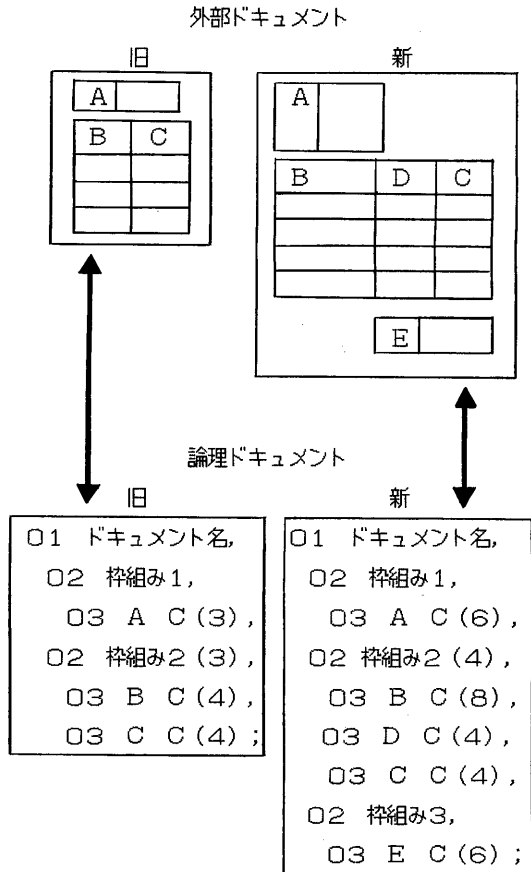 外部ドキュメント
旧
A
B C
新
A
B D C
E
論理ドキュメント
旧
01 ドキュメント名,
02 枠組み1,
03 A C(3),
02 枠組み2(3),
03 B C(4),
03 C C(4);
新
01 ドキュメント名,
02 枠組み1,
03 A C(6),
02 枠組み2(4),
03 B C(8),
03 D C(4),
03 C C(4),
02 枠組み3,
03 E C(6);